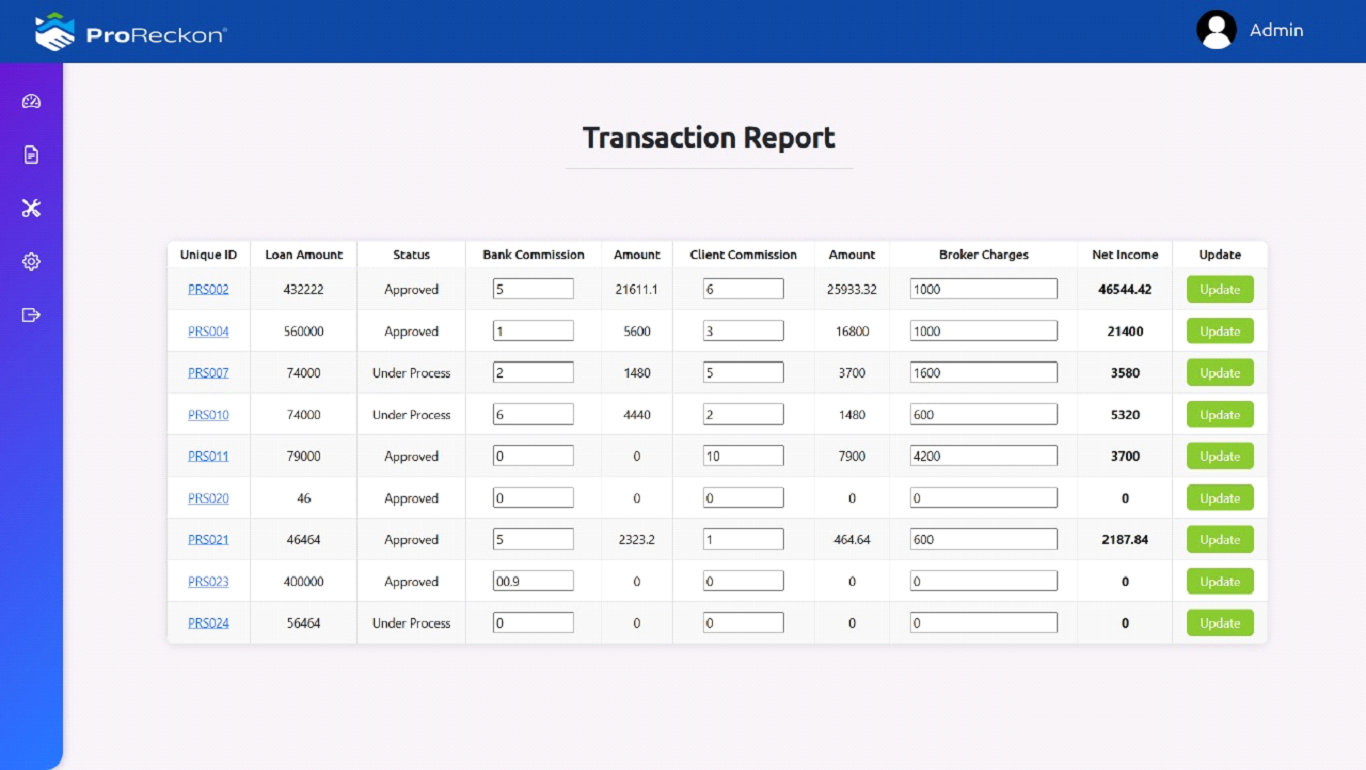 ProReckon®
Admin
Transaction Report
Unique ID Loan Amount Status Bank Commission Amount Client Commission Amount Broker Charges Net Income Update
PRS002 432222 Approved 5 21611.1 6 25933.32 1000 46544.42 Update
PRS004 560000 Approved 1 5600 3 16800 1000 21400 Update
PRS007 74000 Under Process 2 1480 5 3700 1600 3580 Update
PRS010 74000 Under Process 6 4440 2 1480 600 5320 Update
PRS011 79000 Approved 0 0 10 7900 4200 3700 Update
PRS020 46 Approved 0 0 0 0 0 0 Update
PRS021 46464 Approved 5 2323.2 1 464.64 600 2187.84 Update
PRS023 400000 Approved 00.9 0 0 0 0 0 Update
PRS024 56464 Under Process 0 0 0 0 0 0 Update